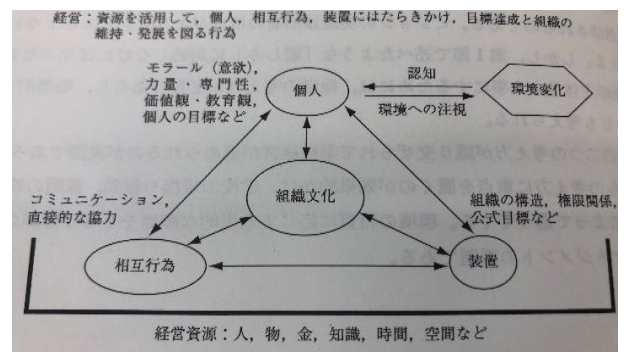 経営：資源を活用して，個人，相互行為，装置にはたらきかけ，目標達成と組織の
維持・発展を図る行為
モラール（意欲），
力量・専門性，
価値観・教育観，
個人の目標など
個人
認知
環境への注視
環境変化
コミュニケーション，
直接的な協力
組織文化
組織の構造，権限関係，
公式目標など
相互行為
装置
経営資源：人，物，金，知識，時間，空間など